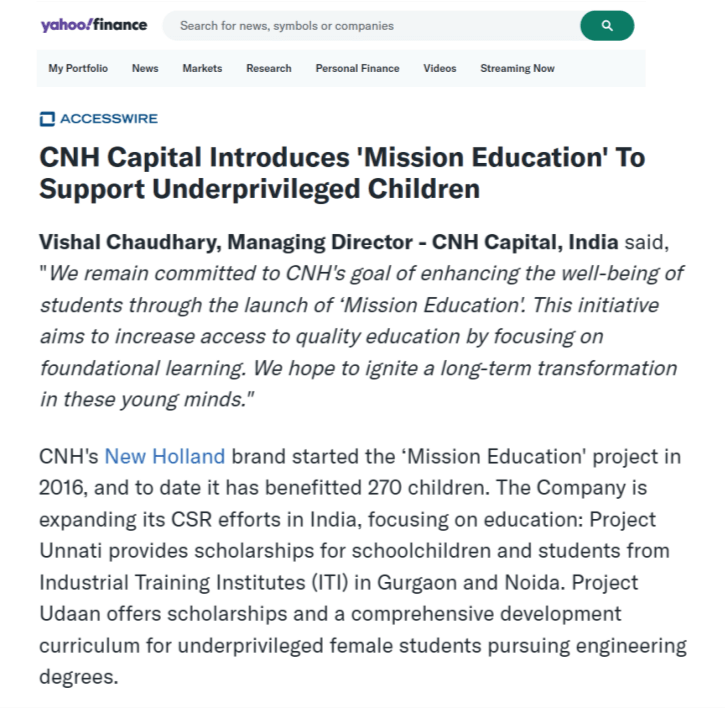 yahoo!finance
Search for news, symbols or companies
My Portfolio News Markets Research Personal Finance Videos Streaming Now
ACCESSWIRE
CNH Capital Introduces 'Mission Education' To
Support Underprivileged Children
Vishal Chaudhary, Managing Director - CNH Capital, India said,
"We remain committed to CNH's goal of enhancing the well-being of
students through the launch of ‘Mission Education’. This initiative
aims to increase access to quality education by focusing on
foundational learning. We hope to ignite a long-term transformation
in these young minds."
CNH's New Holland brand started the ‘Mission Education' project in
2016, and to date it has benefitted 270 children. The Company is
expanding its CSR efforts in India, focusing on education: Project
Unnati provides scholarships for schoolchildren and students from
Industrial Training Institutes (ITI) in Gurgaon and Noida. Project
Udaan offers scholarships and a comprehensive development
curriculum for underprivileged female students pursuing engineering
degrees.